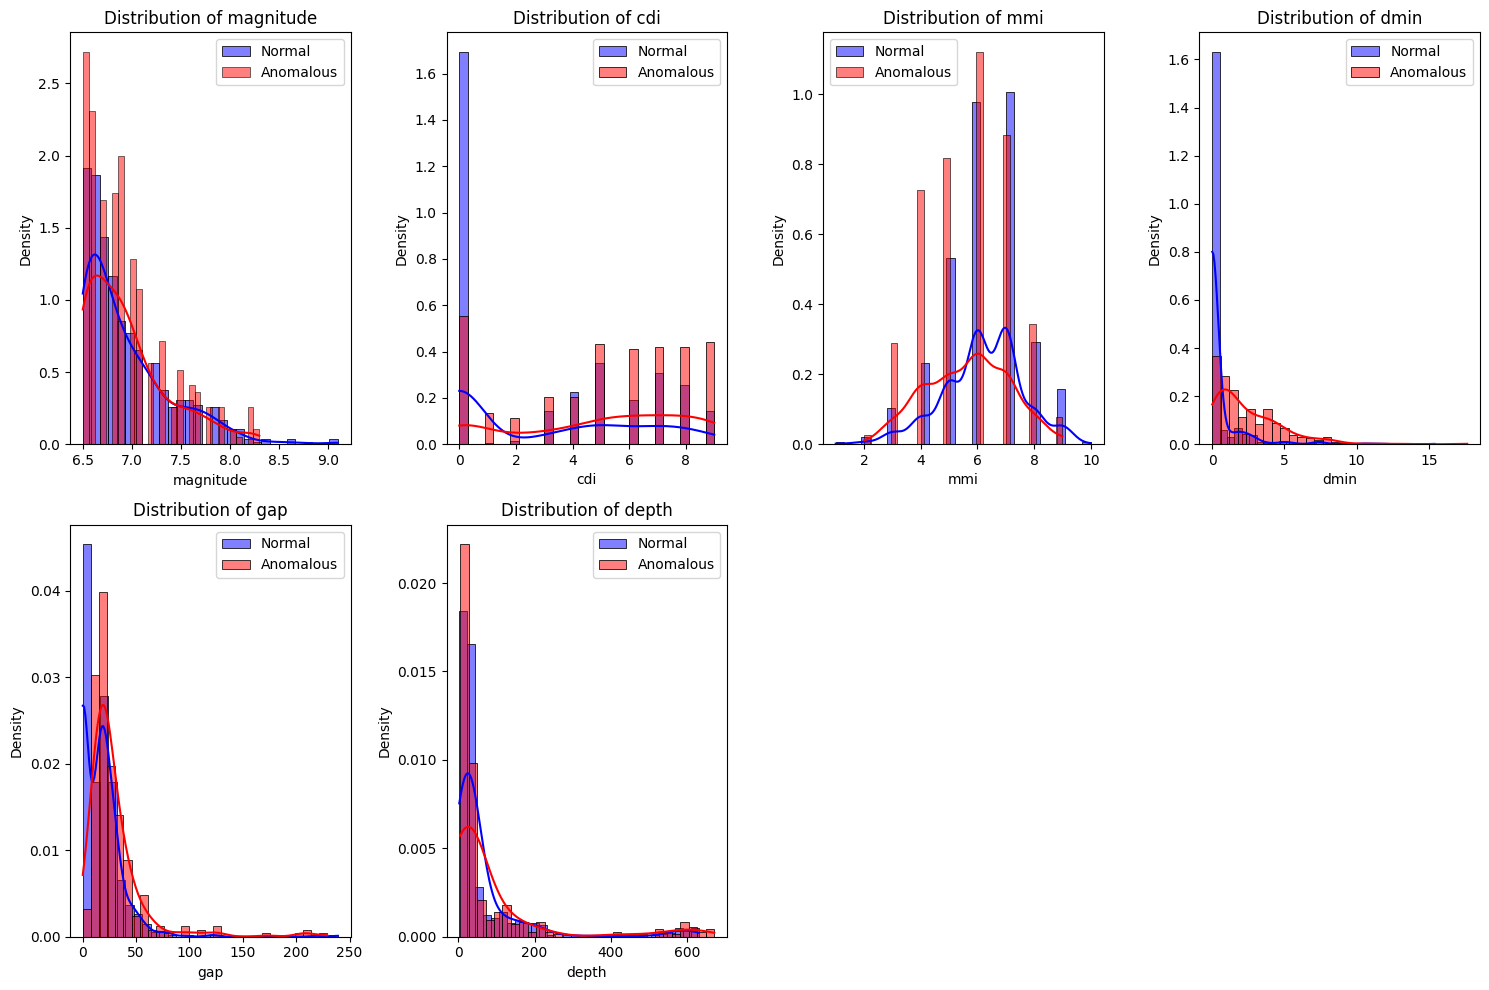 Distribution of magnitude
Normal
Anomalous
Density
2.5
2.0
1.5
1.0
0.5
0.0
6.5 7.0 7.5 8.0 8.5 9.0
magnitude
Distribution of cdi
Normal
Anomalous
Density
1.6
1.4
1.2
1.0
0.8
0.6
0.4
0.2
0.0
0 2 4 6 8
cdi
Distribution of mmi
Normal
Anomalous
Density
1.0
0.8
0.6
0.4
0.2
0.0
2 4 6 8 10
mmi
Distribution of dmin
Normal
Anomalous
Density
1.6
1.4
1.2
1.0
0.8
0.6
0.4
0.2
0.0
0 5 10 15
dmin
Distribution of gap
Normal
Anomalous
Density
0.04
0.03
0.02
0.01
0.00
0 50 100 150 200 250
gap
Distribution of depth
Normal
Anomalous
Density
0.020
0.015
0.010
0.005
0.000
0 200 400 600
depth